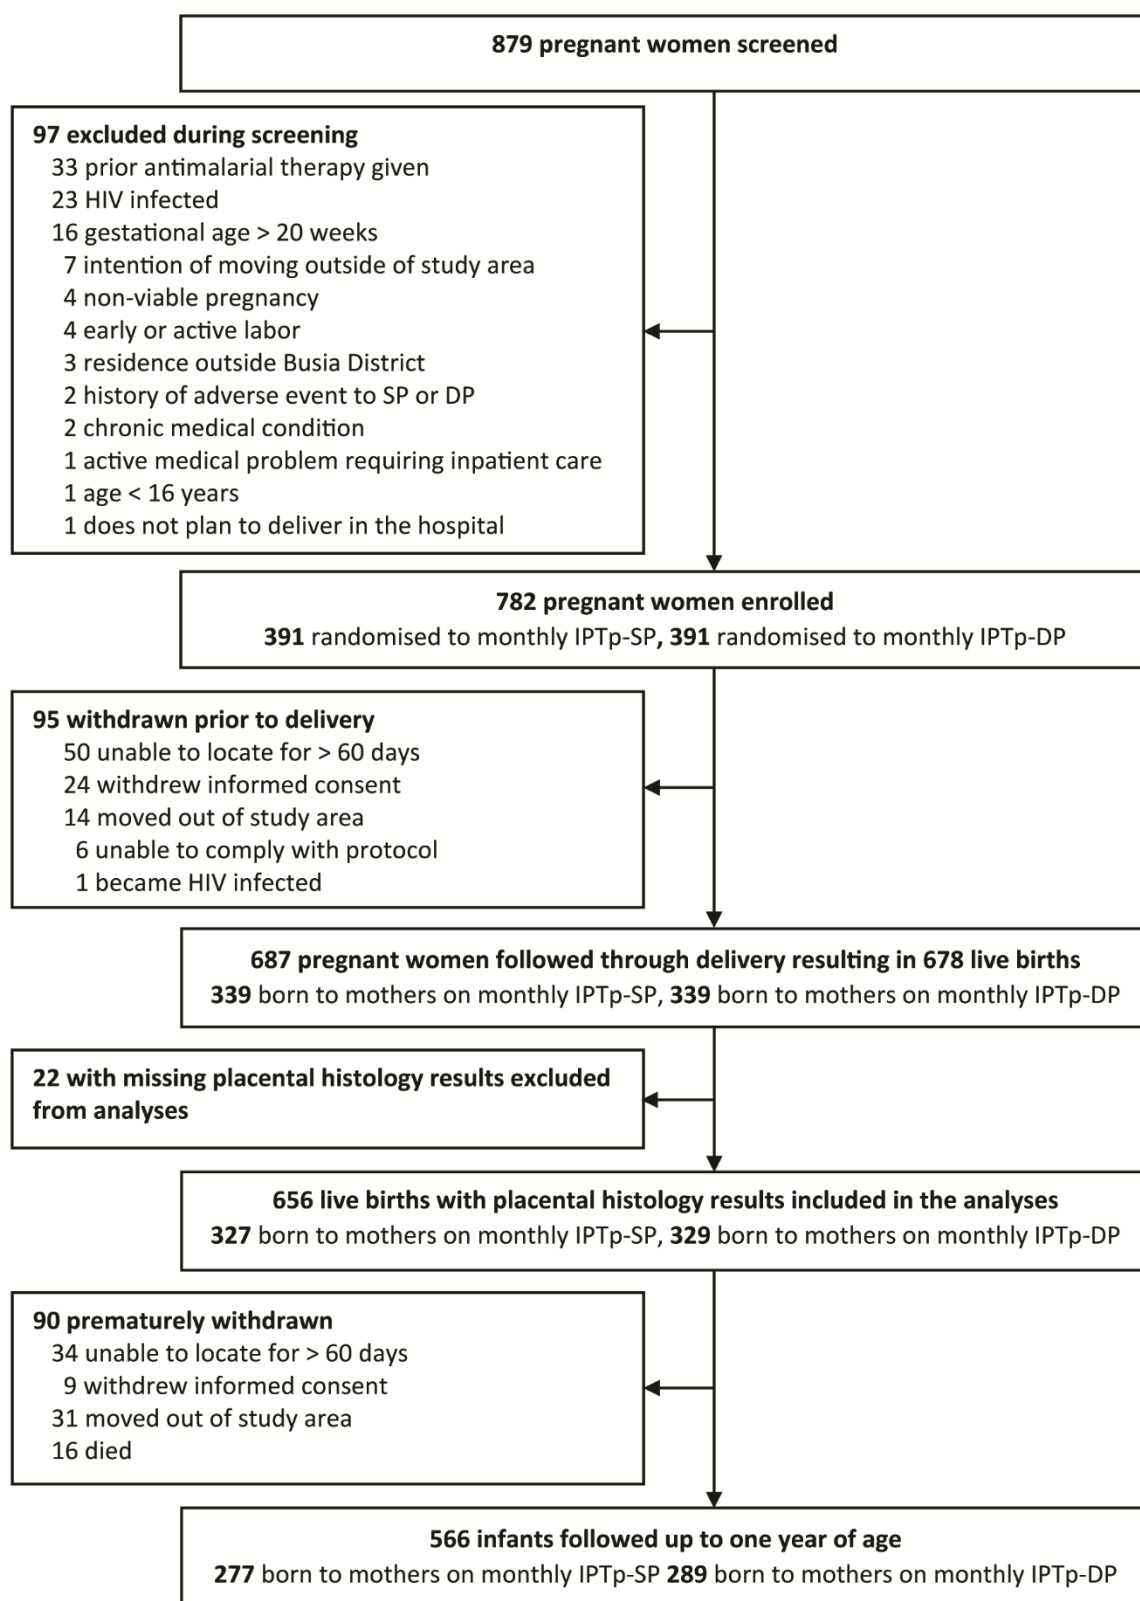 879 pregnant women screened
97 excluded during screening
33 prior antimalarial therapy given
23 HIV infected
16 gestational age > 20 weeks
7 intention of moving outside of study area
4 non-viable pregnancy
4 early or active labor
3 residence outside Busia District
2 history of adverse event to SP or DP
2 chronic medical condition
1 active medical problem requiring inpatient care
1 age < 16 years
1 does not plan to deliver in the hospital
782 pregnant women enrolled
391 randomised to monthly IPTp-SP, 391 randomised to monthly IPTp-DP
95 withdrawn prior to delivery
50 unable to locate for > 60 days
24 withdrew informed consent
14 moved out of study area
6 unable to comply with protocol
1 became HIV infected
687 pregnant women followed through delivery resulting in 678 live births
339 born to mothers on monthly IPTp-SP, 339 born to mothers on monthly IPTp-DP
22 with missing placental histology results excluded
from analyses
656 live births with placental histology results included in the analyses
327 born to mothers on monthly IPTp-SP, 329 born to mothers on monthly IPTp-DP
90 prematurely withdrawn
34 unable to locate for > 60 days
9 withdrew informed consent
31 moved out of study area
16 died
566 infants followed up to one year of age
277 born to mothers on monthly IPTp-SP 289 born to mothers on monthly IPTp-DP